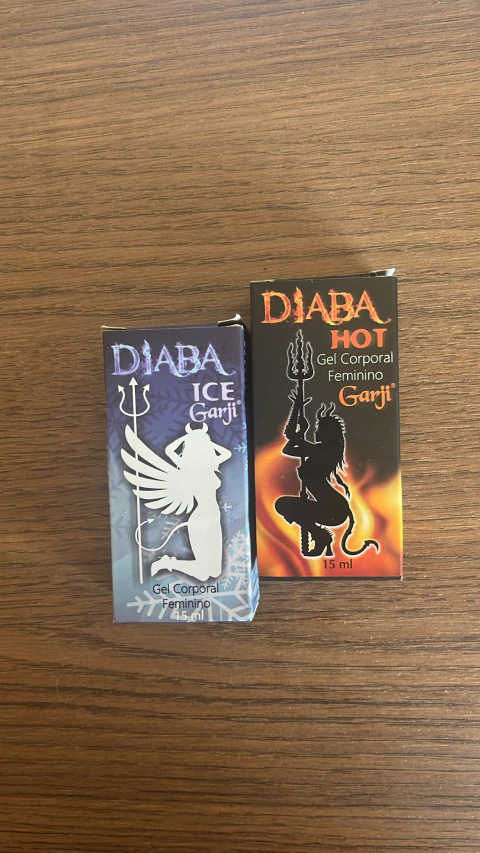 DIABA
ICE
Garji®
Gel Corporal
Feminino
15 ml
DIABA
HOT
Gel Corporal
Feminino
Garji®
15 ml